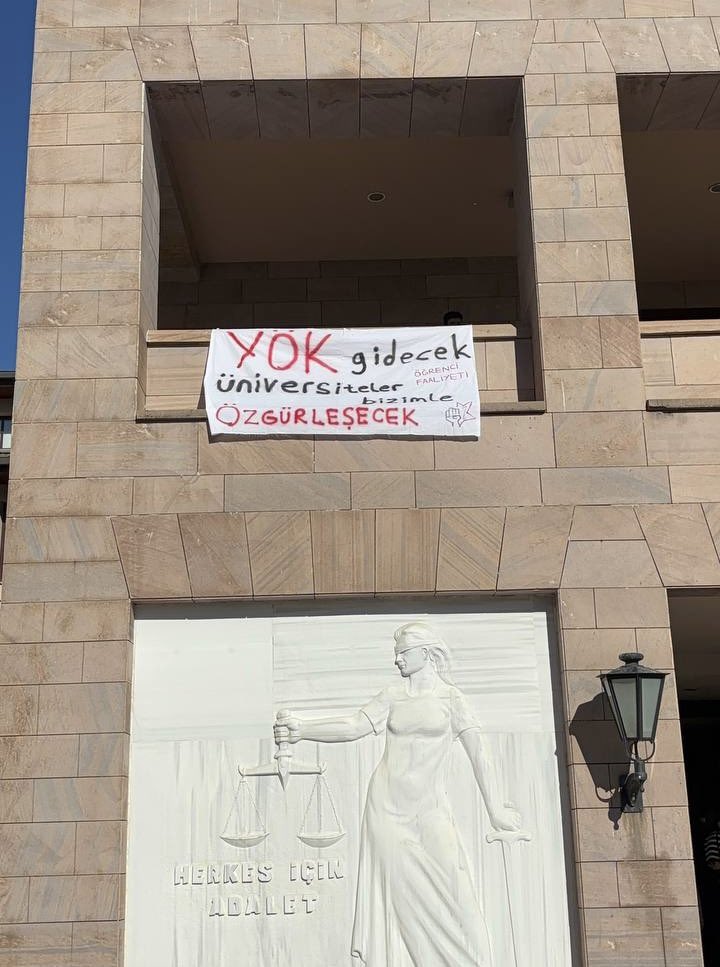 YÖK gidecek
ÖĞRENCİ
FAALİYETİ
üniversiteler
bizimle
ÖZGÜRLEŞECEK
HERKES İÇİN
ADALET